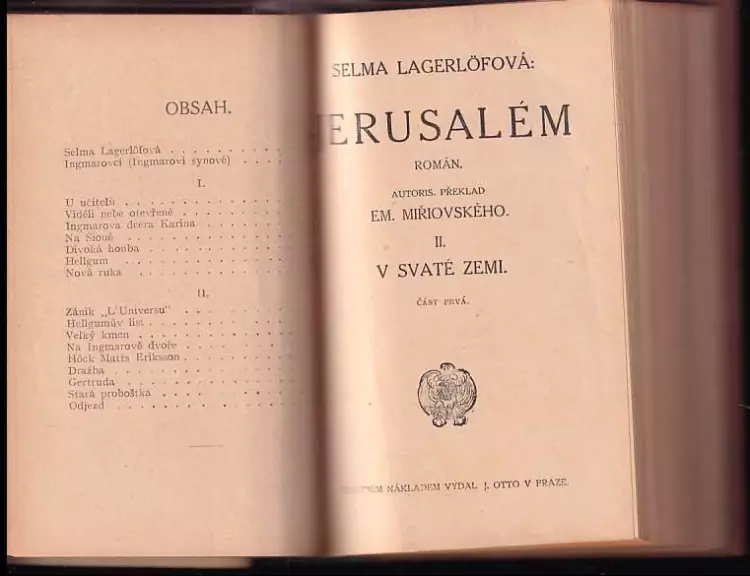 OBSAH.
Selma Lagerlöfová . . . . . . . . . .
Ingmarovci (Ingmarovi synové) . . . .
I.
U učitelů . . . . . . . . . . . . . .
Viděli nebe otevřené . . . . . . . . .
Ingmarova dcera Karina . . . . . . . .
Na Sioně . . . . . . . . . . . . . .
Divoká honba . . . . . . . . . . . .
Hellgum . . . . . . . . . . . . . .
Nová ruka . . . . . . . . . . . . .
II.
Zánik „L'Universu" . . . . . . . . .
Hellgumův list . . . . . . . . . . .
Velký kmen . . . . . . . . . . . . .
Na Ingmarově dvoře . . . . . . . . .
Höck Matts Eriksson . . . . . . . . .
Dražba . . . . . . . . . . . . . . .
Gertruda . . . . . . . . . . . . . .
Stará proboštka . . . . . . . . . . .
Odjezd . . . . . . . . . . . . . . .
SELMA LAGERLÖFOVÁ:
JERUSALÉM
ROMÁN.
AUTORIS. PŘEKLAD
EM. MIŘIOVSKÉHO.
II.
V SVATÉ ZEMI.
ČÁST PRVÁ.
NÁKLADEM VYDAL J. OTTO V PRAZE.